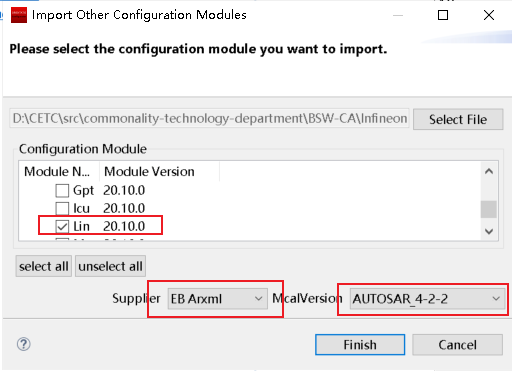 Import Other Configuration Modules
Please select the configuration module you want to import.
D:\CETC\src\commonality-technology-department\BSW-CA\Infineon
Select File
Configuration Module
Module N... Module Version
Gpt 20.10.0
Icu 20.10.0
Lin 20.10.0
select all unselect all
Supplier EB Arxml McalVersion AUTOSAR_4-2-2
Finish Cancel